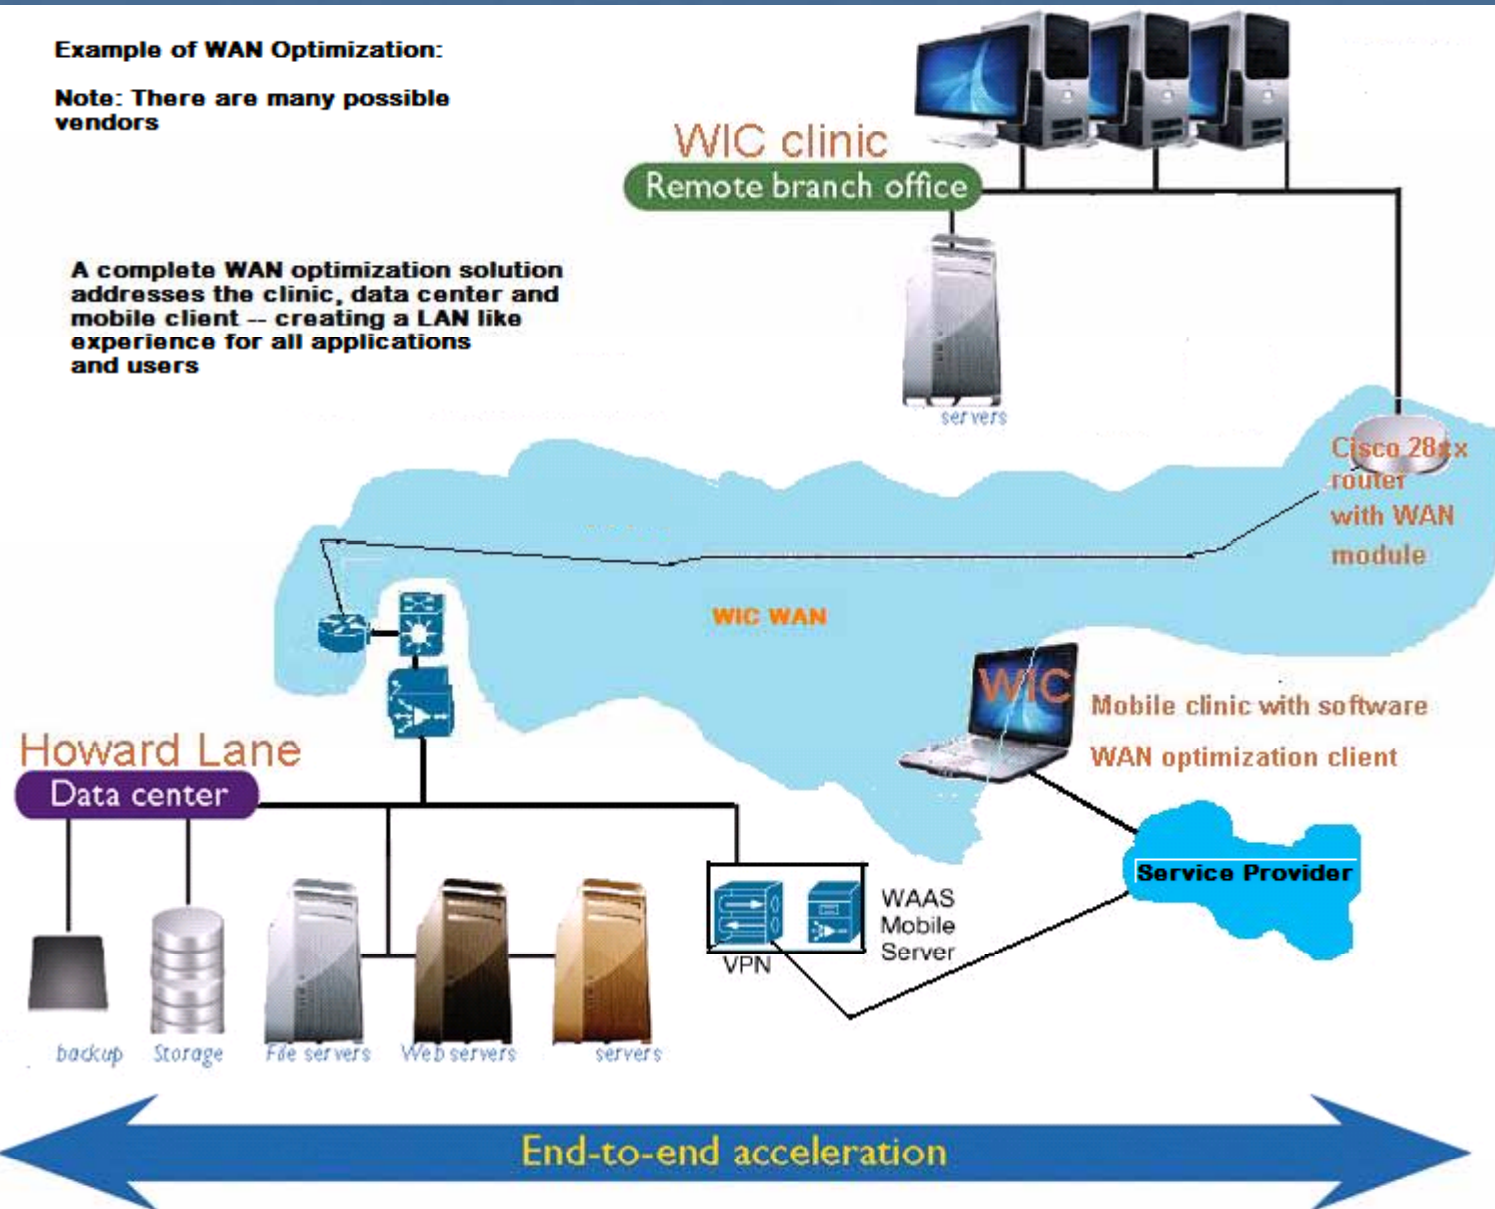 Example of WAN Optimization:
Note: There are many possible
vendors
WIC clinic
Remote branch office
A complete WAN optimization solution
addresses the clinic, data center and
mobile client -- creating a LAN like
experience for all applications
and users
servers
Cisco 28xx
router
with WAN
module
WIC WAN
WIC
Mobile clinic with software
WAN optimization client
Howard Lane
Data center
Service Provider
WAAS
Mobile
Server
VPN
backup
Storage
File servers
Web servers
servers
End-to-end acceleration